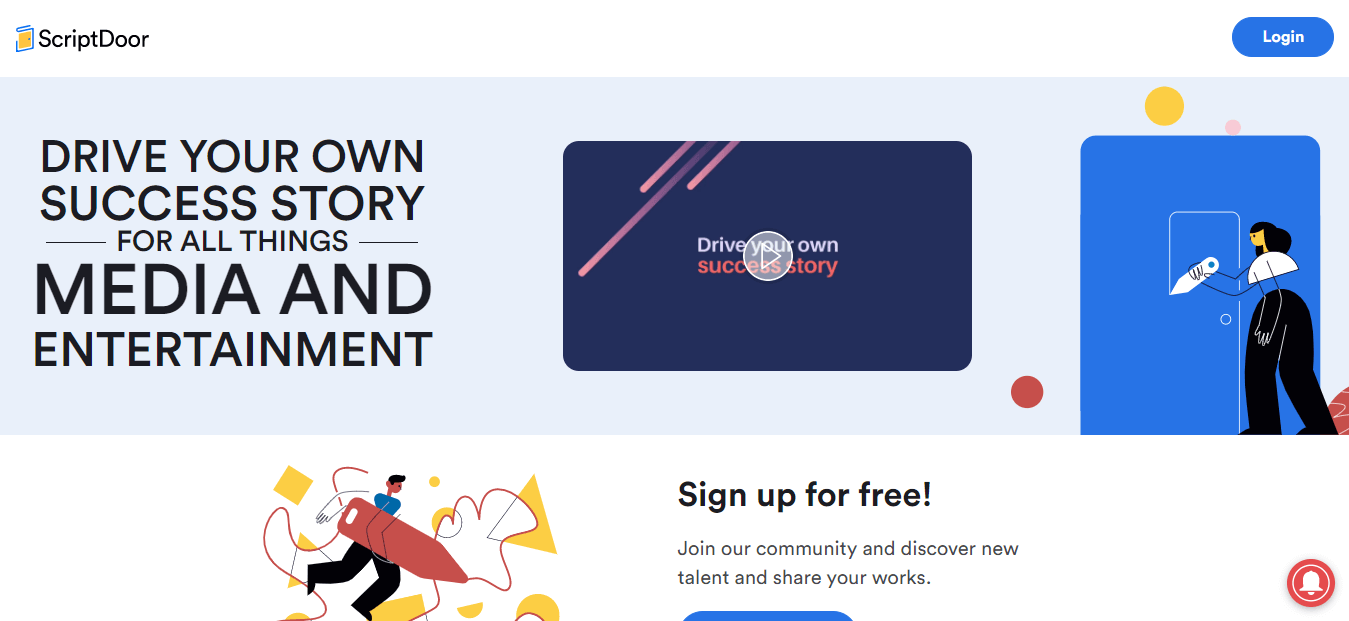 ScriptDoor
Login
DRIVE YOUR OWN
SUCCESS STORY
FOR ALL THINGS
MEDIA AND
ENTERTAINMENT
Drive your own
success story
Sign up for free!
Join our community and discover new
talent and share your works.